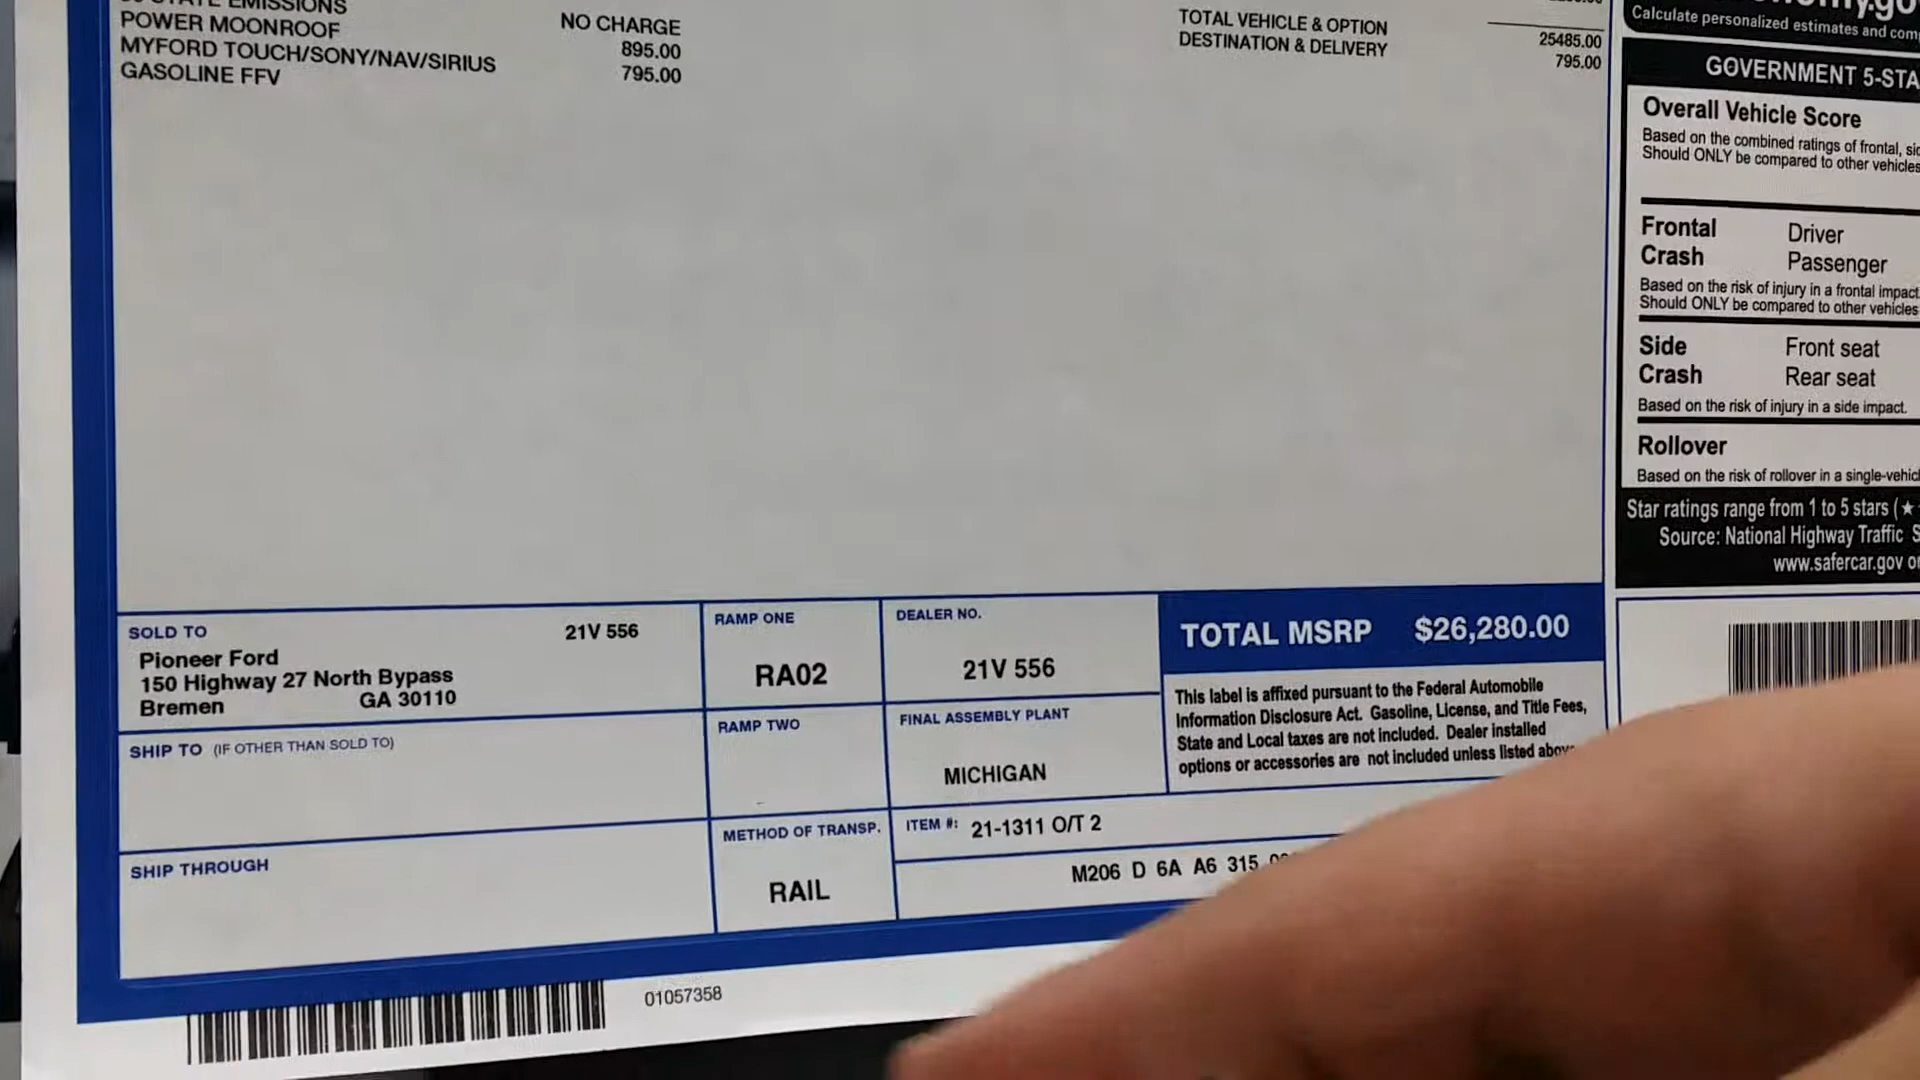 STATE EMISSIONS
POWER MOONROOF NO CHARGE
MYFORD TOUCH/SONY/NAV/SIRIUS 895.00
GASOLINE FFV 795.00
TOTAL VEHICLE & OPTION 25485.00
DESTINATION & DELIVERY 795.00
SOLD TO 21V 556
Pioneer Ford
150 Highway 27 North Bypass
Bremen GA 30110
SHIP TO (IF OTHER THAN SOLD TO)
SHIP THROUGH
RAMP ONE
RA02
RAMP TWO
METHOD OF TRANSP.
RAIL
DEALER NO.
21V 556
FINAL ASSEMBLY PLANT
MICHIGAN
ITEM #: 21-1311 O/T 2
M206 D 6A A6 315
TOTAL MSRP $26,280.00
This label is affixed pursuant to the Federal Automobile
Information Disclosure Act. Gasoline, License, and Title Fees,
State and Local taxes are not included. Dealer installed
options or accessories are not included unless listed above
01057358
Calculate personalized estimates and
GOVERNMENT 5-STA
Overall Vehicle Score
Based on the combined ratings of frontal,
Should ONLY be compared to other vehicles
Frontal Driver
Crash Passenger
Based on the risk of injury in a frontal impact.
Should ONLY be compared to other vehicles
Side Front seat
Crash Rear seat
Based on the risk of injury in a side impact.
Rollover
Based on the risk of rollover in a single-vehic
Star ratings range from 1 to 5 stars (★
Source: National Highway Traffic S
www.safercar.gov